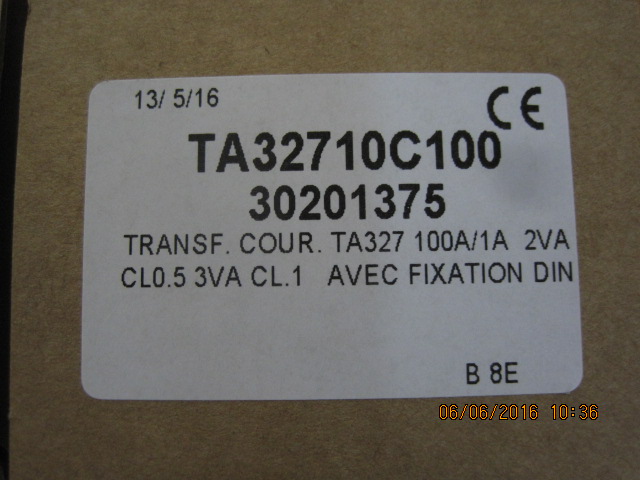 13/ 5/16 CE
TA32710C100
30201375
TRANSF. COUR. TA327 100A/1A 2VA
CL0.5 3VA CL.1 AVEC FIXATION DIN
B 8E
06/06/2016 10:36